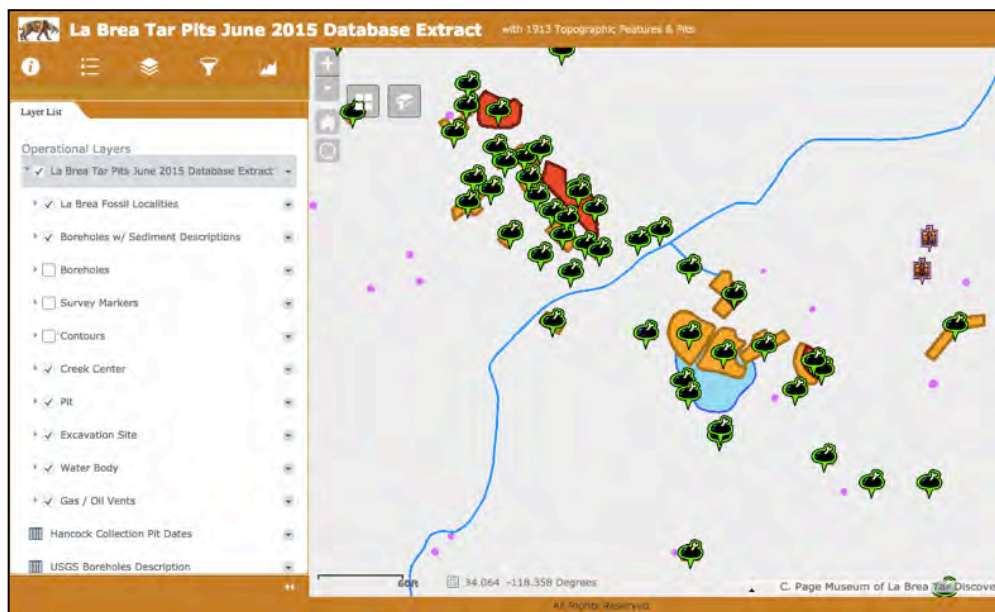 La Brea Tar Pits June 2015 Database Extract
with 1913 Topographic Features & Pits
Layer List
Operational Layers
La Brea Tar Pits June 2015 Database Extract
La Brea Fossil Localities
Boreholes w/ Sediment Descriptions
Boreholes
Survey Markers
Contours
Creek Center
Pit
Excavation Site
Water Body
Gas / Oil Vents
Hancock Collection Pit Dates
USGS Boreholes Description
60ft
34.064 -118.358 Degrees
C. Page Museum of La Brea Tar Discove
All Rights Reserved